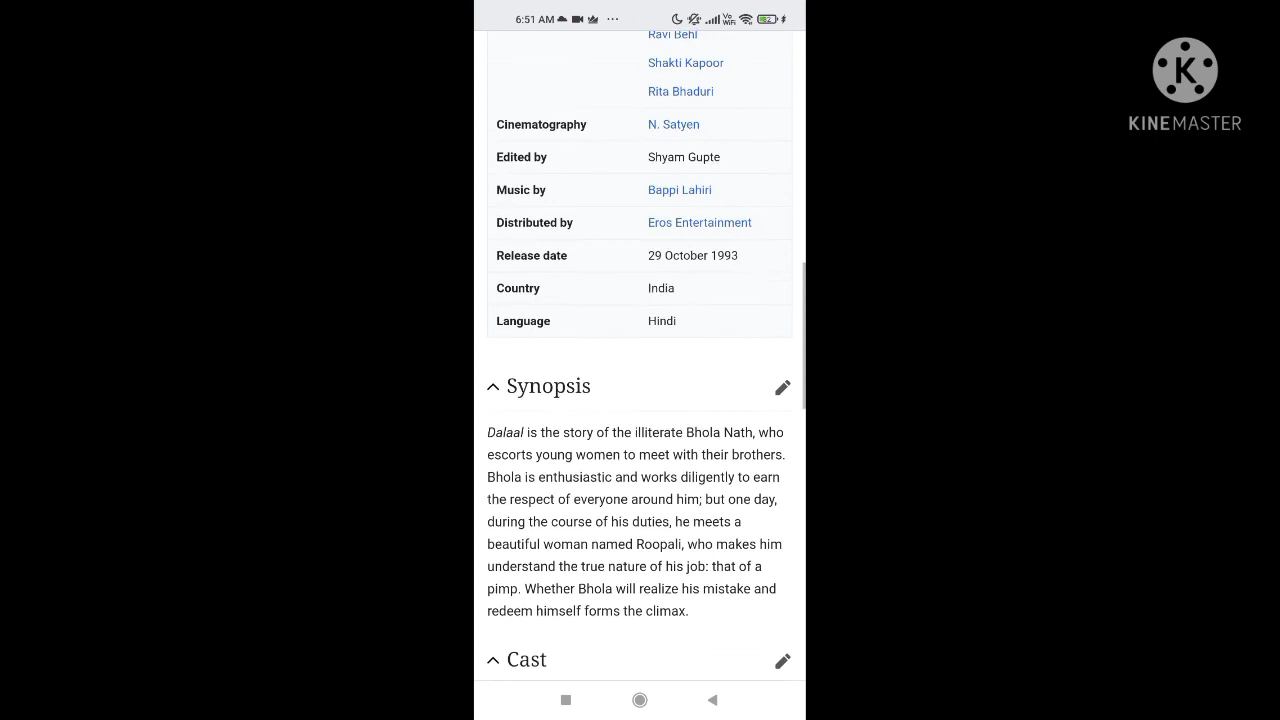 6:51 AM
KINEMASTER
Ravi Behl
Shakti Kapoor
Rita Bhaduri
Cinematography N. Satyen
Edited by Shyam Gupte
Music by Bappi Lahiri
Distributed by Eros Entertainment
Release date 29 October 1993
Country India
Language Hindi
Synopsis
Dalaal is the story of the illiterate Bhola Nath, who
escorts young women to meet with their brothers.
Bhola is enthusiastic and works diligently to earn
the respect of everyone around him; but one day,
during the course of his duties, he meets a
beautiful woman named Roopali, who makes him
understand the true nature of his job: that of a
pimp. Whether Bhola will realize his mistake and
redeem himself forms the climax.
Cast